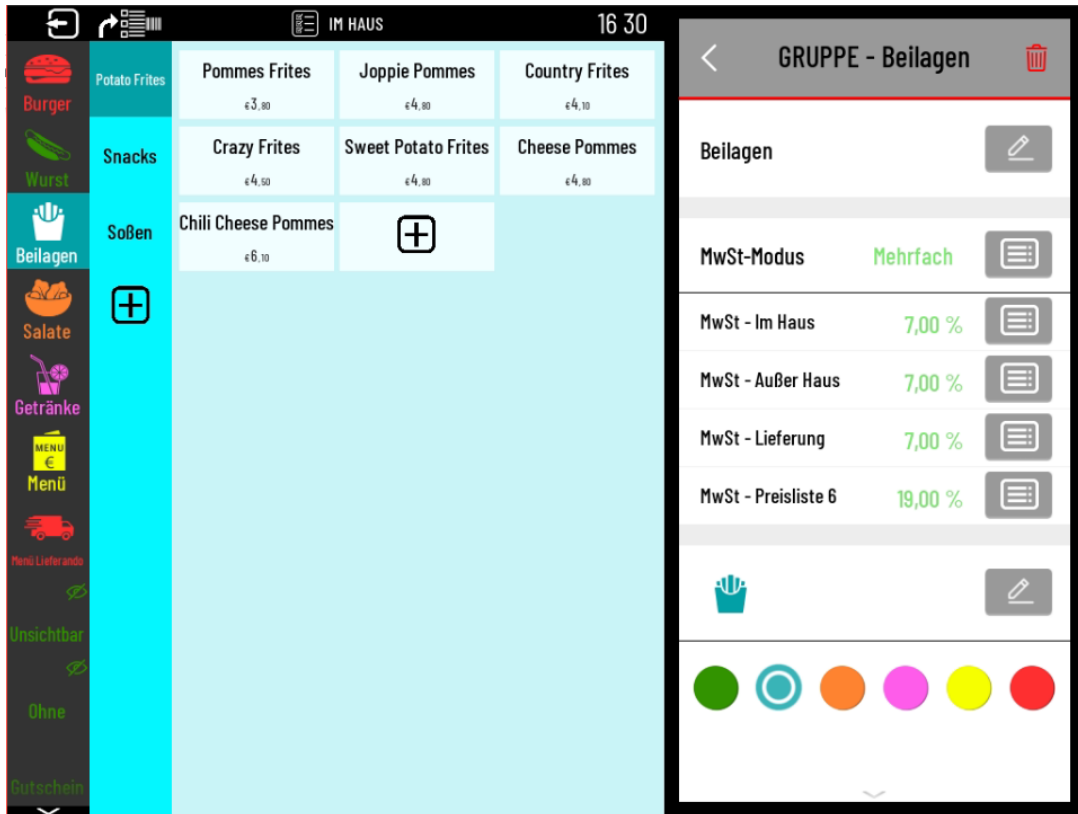 IM HAUS
16 30
Burger
Wurst
Beilagen
Salate
Getränke
MENU
€
Menü
Menü Lieferando
Unsichtbar
Ohne
Gutschein
Potato Frites
Snacks
Soßen
Pommes Frites
€3,80
Joppie Pommes
€4,80
Country Frites
€4,10
Crazy Frites
€4,50
Sweet Potato Frites
€4,80
Cheese Pommes
€4,80
Chili Cheese Pommes
€6,10
GRUPPE - Beilagen
Beilagen
MwSt-Modus Mehrfach
MwSt - Im Haus 7,00 %
MwSt - Außer Haus 7,00 %
MwSt - Lieferung 7,00 %
MwSt - Preisliste 6 19,00 %